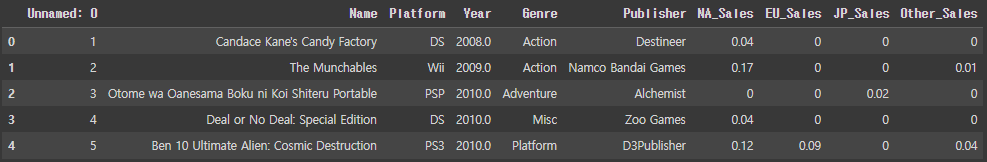 Unnamed: 0 Name Platform Year Genre Publisher NA_Sales EU_Sales JP_Sales Other_Sales
0 1 Candace Kane's Candy Factory DS 2008.0 Action Destineer 0.04 0 0 0
1 2 The Munchables Wii 2009.0 Action Namco Bandai Games 0.17 0 0 0.01
2 3 Otome wa Oanesama Boku ni Koi Shiteru Portable PSP 2010.0 Adventure Alchemist 0 0 0.02 0
3 4 Deal or No Deal: Special Edition DS 2010.0 Misc Zoo Games 0.04 0 0 0
4 5 Ben 10 Ultimate Alien: Cosmic Destruction PS3 2010.0 Platform D3Publisher 0.12 0.09 0 0.04